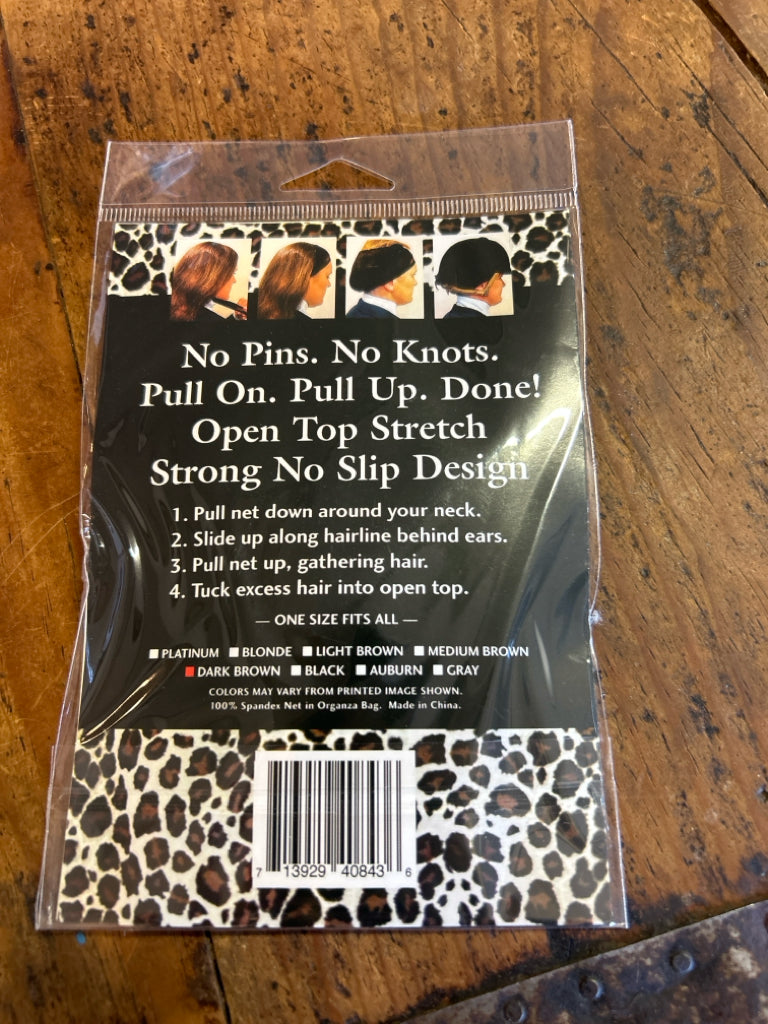 No Pins. No Knots.
Pull On. Pull Up. Done!
Open Top Stretch
Strong No Slip Design
1. Pull net down around your neck.
2. Slide up along hairline behind ears.
3. Pull net up, gathering hair.
4. Tuck excess hair into open top.
— ONE SIZE FITS ALL —
PLATINUM BLONDE LIGHT BROWN MEDIUM BROWN
DARK BROWN BLACK AUBURN GRAY
COLORS MAY VARY FROM PRINTED IMAGE SHOWN.
100% Spandex Net in Organza Bag. Made in China.
7 13929 40843 6